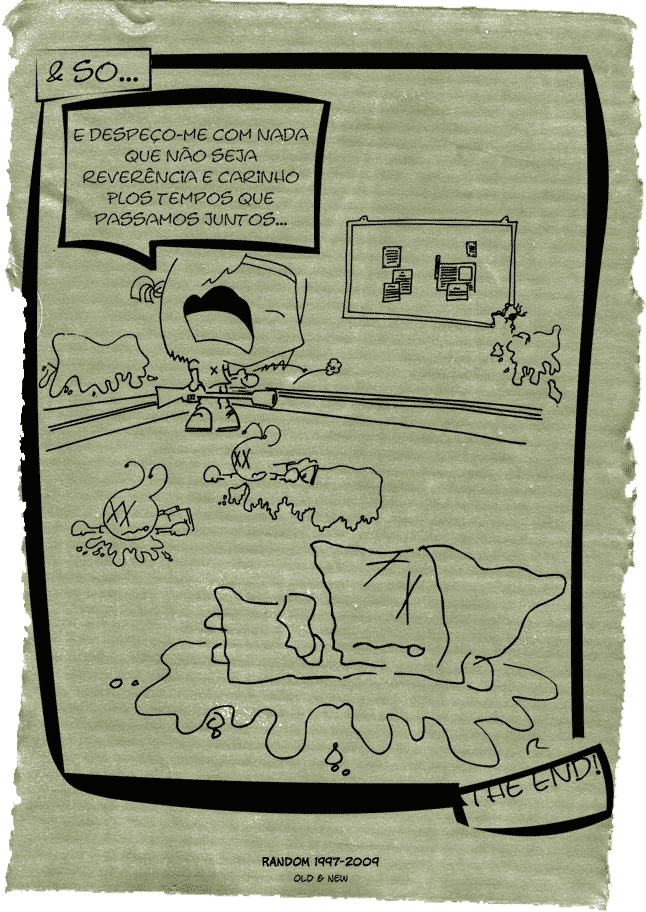 & SO...
E DESPEÇO-ME COM NADA
QUE NÃO SEJA
REVERÊNCIA E CARINHO
PLOS TEMPOS QUE
PASSAMOS JUNTOS...
THE END!
RANDOM 1997-2009
OLD & NEW